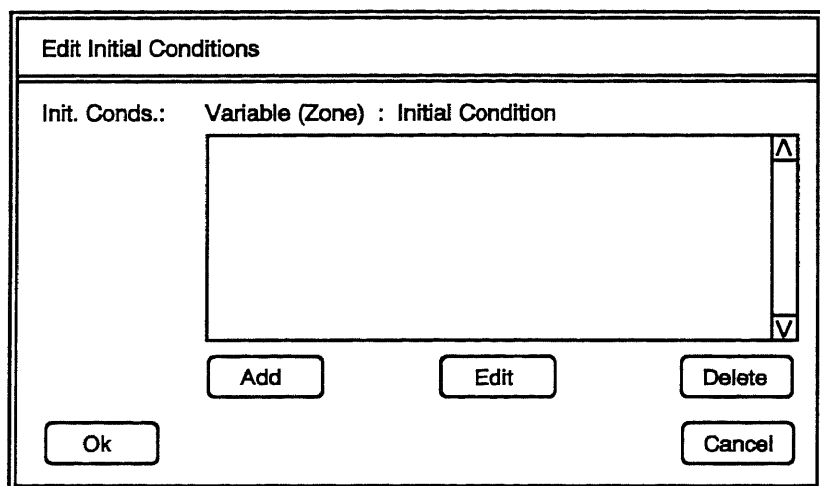 Edit Initial Conditions
Init. Conds.: Variable (Zone) : Initial Condition
Add Edit Delete
Ok Cancel